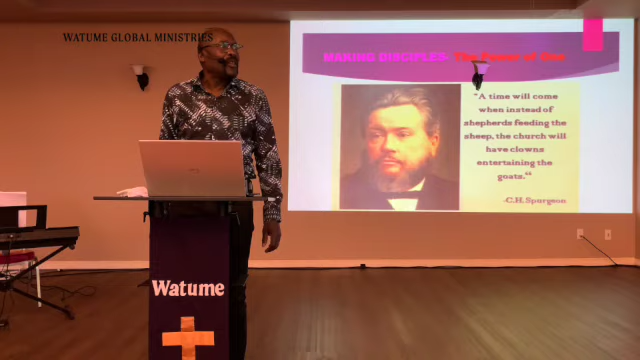 WATUME GLOBAL MINISTRIES
MAKING DISCIPLES- The Power of One
"A time will come
when instead of
shepherds feeding the
sheep, the church will
have clowns
entertaining the
goats."
-C.H. Spurgeon
Watume